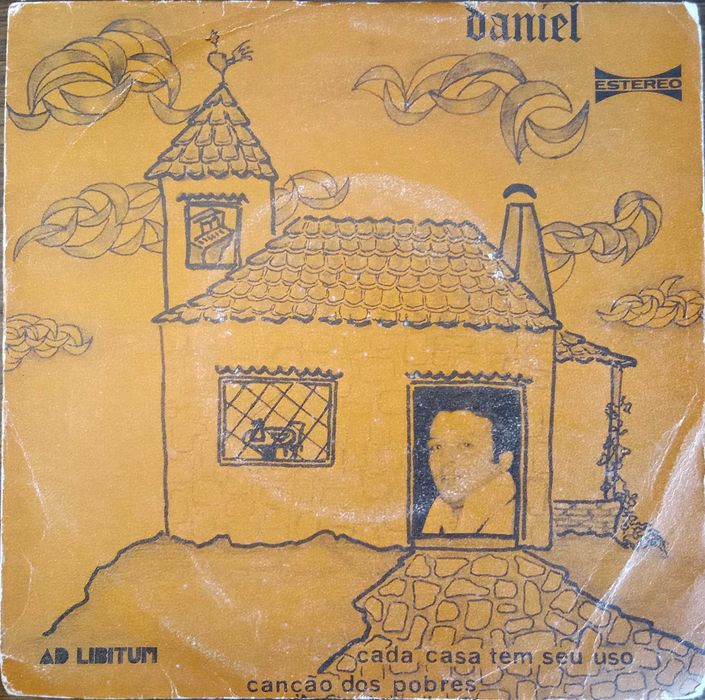 daniel
ESTEREO
AD LIBITUM
cada casa tem seu uso
canção dos pobres